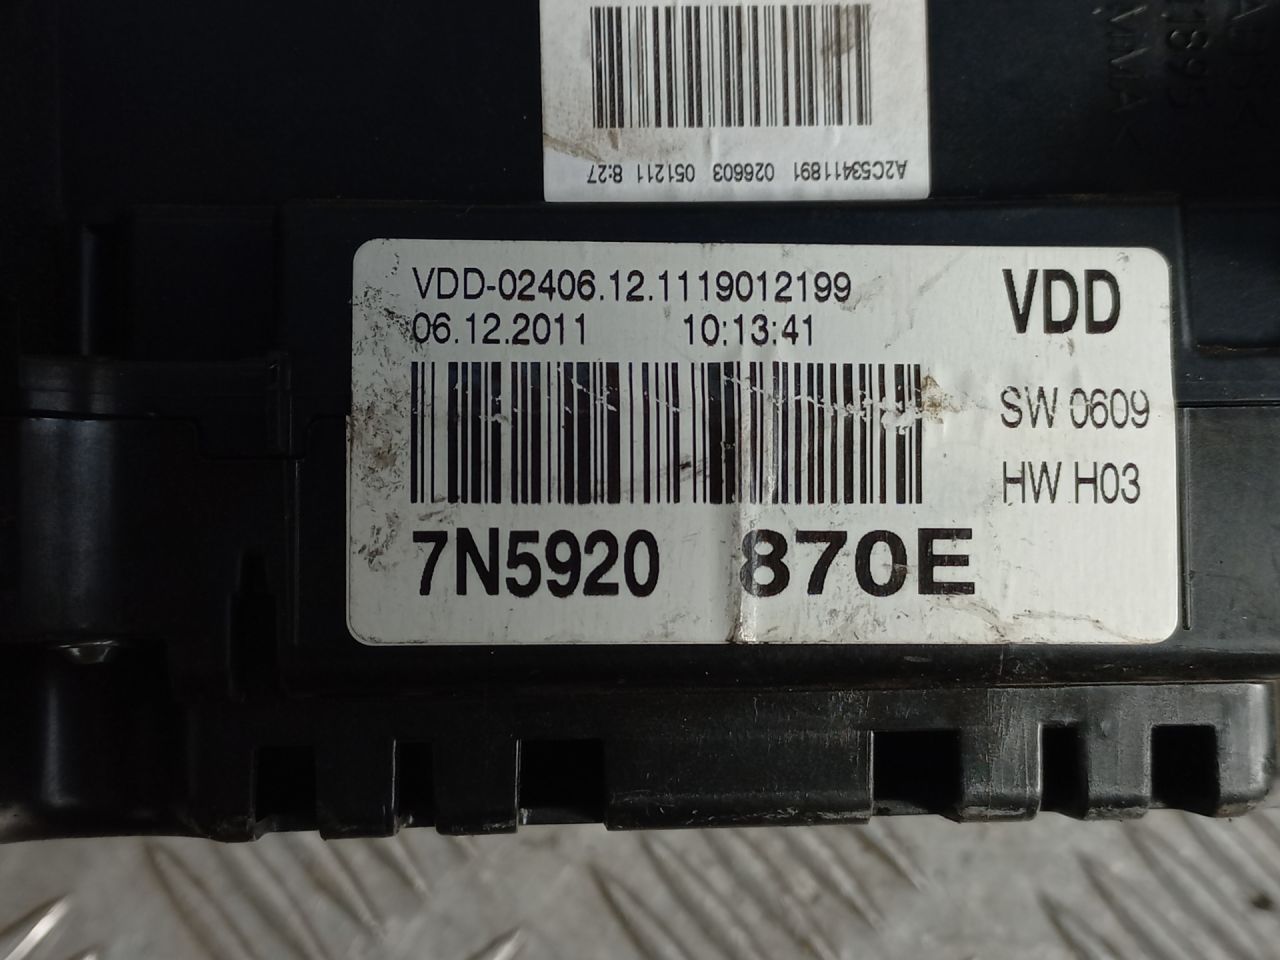 A2C53411891 026603 051211 8:27
VDD-02406.12.1119012199
06.12.2011 10:13:41
VDD
SW 0609
HW H03
7N5920 870E